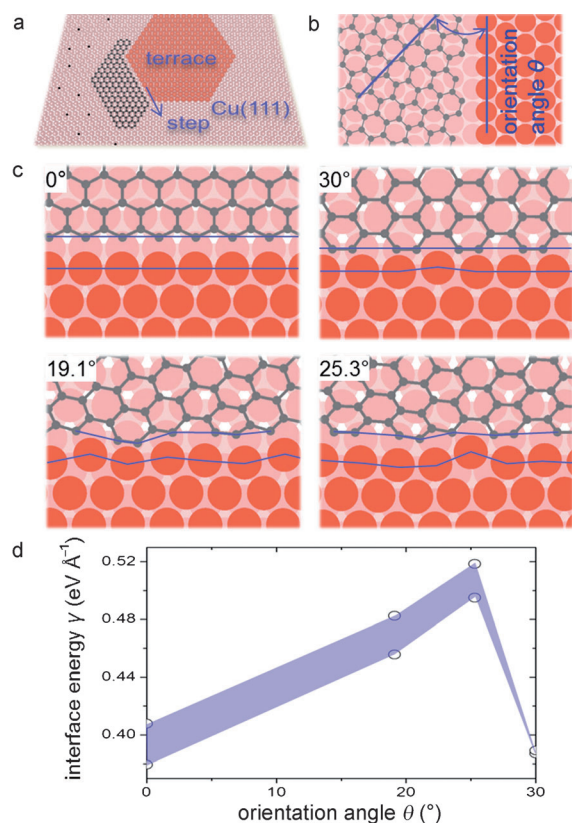 a
terrace
Cu(111)
step
b
orientation
angle θ
c
0°
30°
19.1°
25.3°
d
interface energy γ (eV Å⁻¹)
0.52
0.48
0.44
0.40
0
10
20
30
orientation angle θ (°)